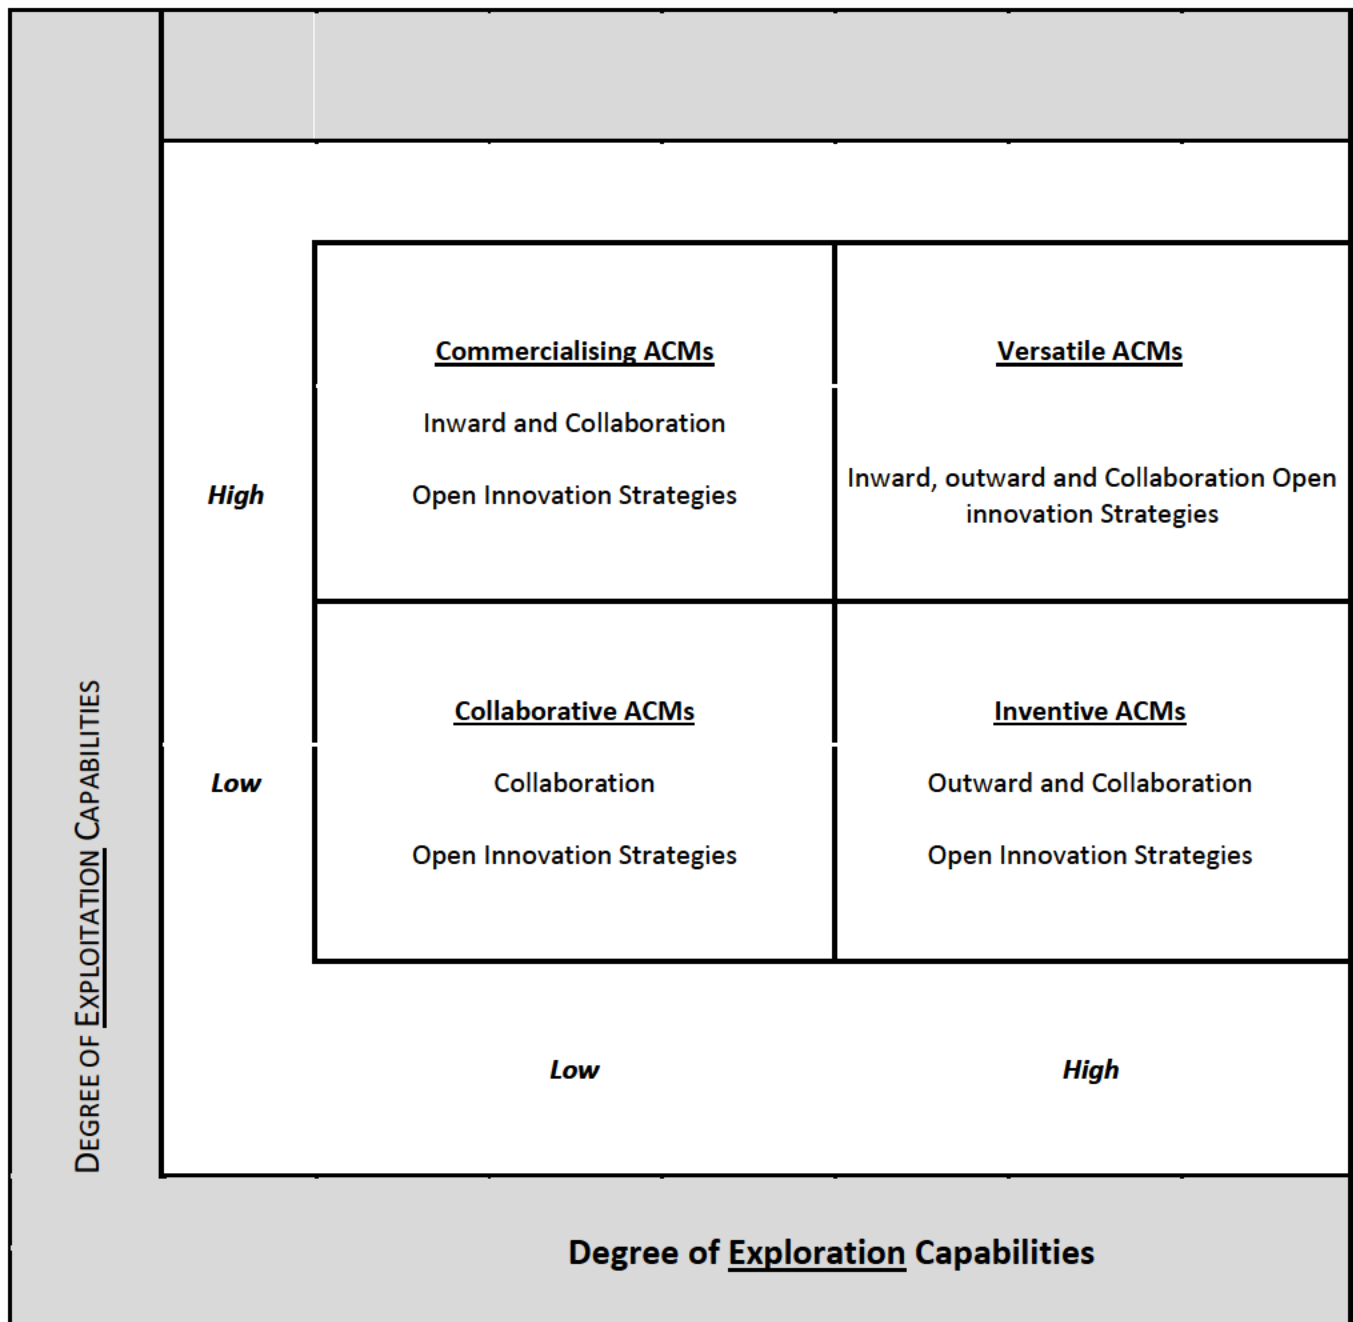 Commercialising ACMs
Inward and Collaboration
Open Innovation Strategies
Versatile ACMs
Inward, outward and Collaboration Open
innovation Strategies
High
Collaborative ACMs
Collaboration
Open Innovation Strategies
Inventive ACMs
Outward and Collaboration
Open Innovation Strategies
Low
Low
High
DEGREE OF EXPLOITATION CAPABILITIES
Degree of Exploration Capabilities